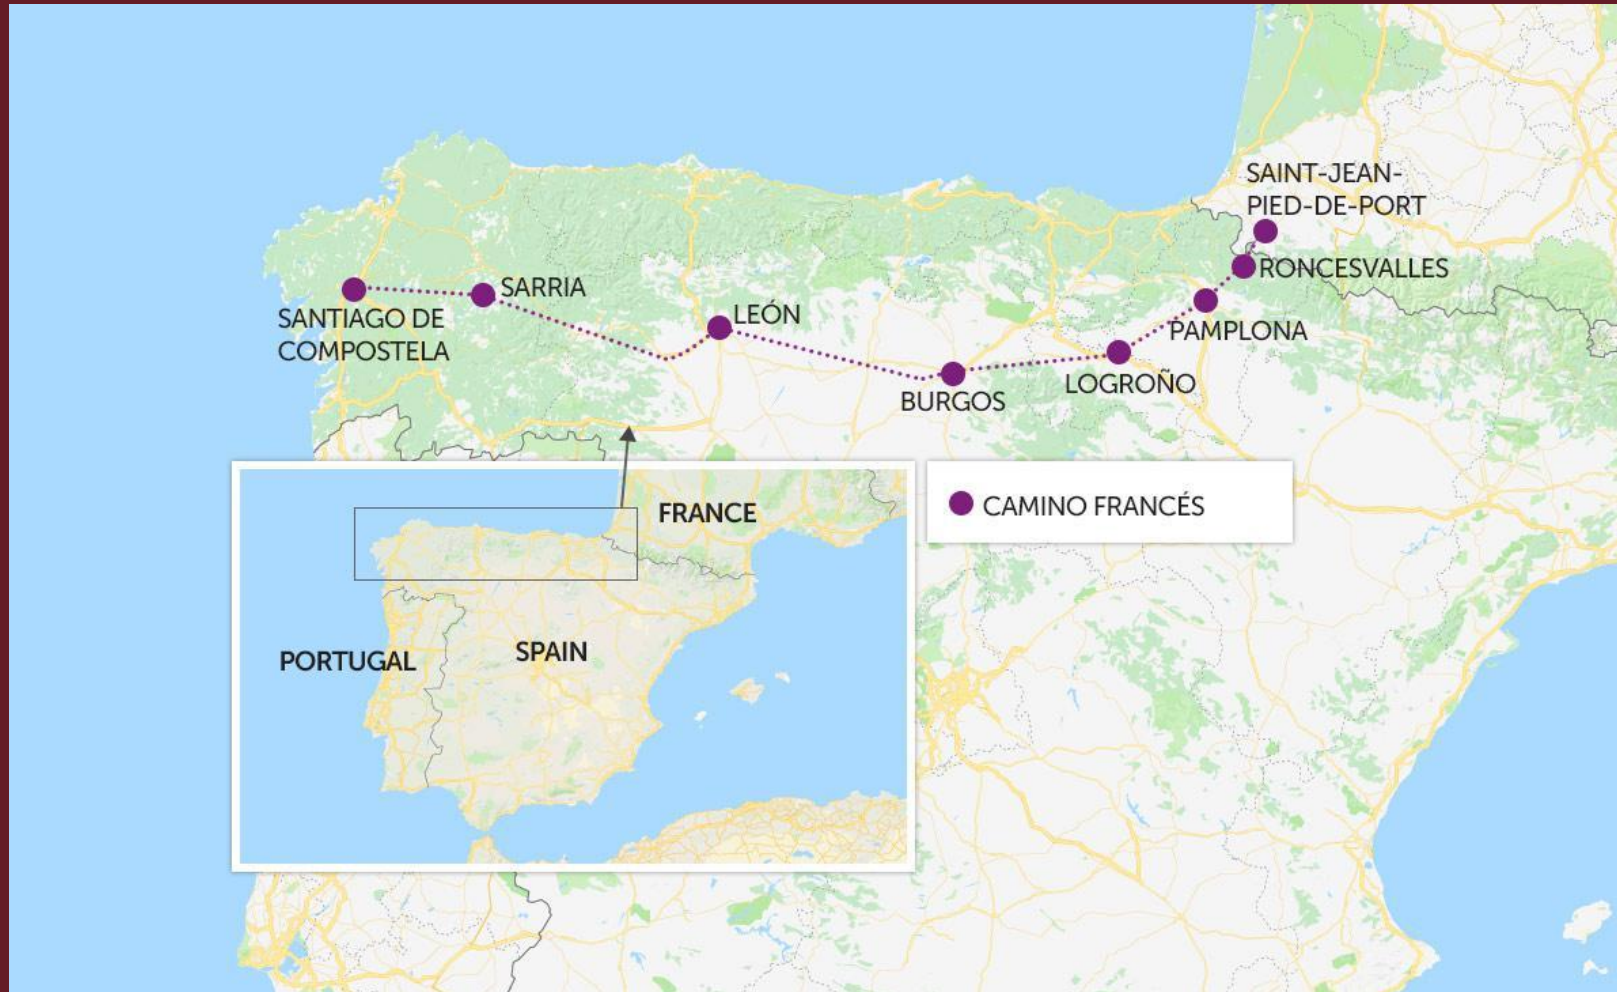 SAINT-JEAN-
PIED-DE-PORT
RONCESVALLES
SARRIA
SANTIAGO DE
COMPOSTELA
LEÓN
PAMPLONA
LOGROÑO
BURGOS
FRANCE
CAMINO FRANCÉS
PORTUGAL
SPAIN